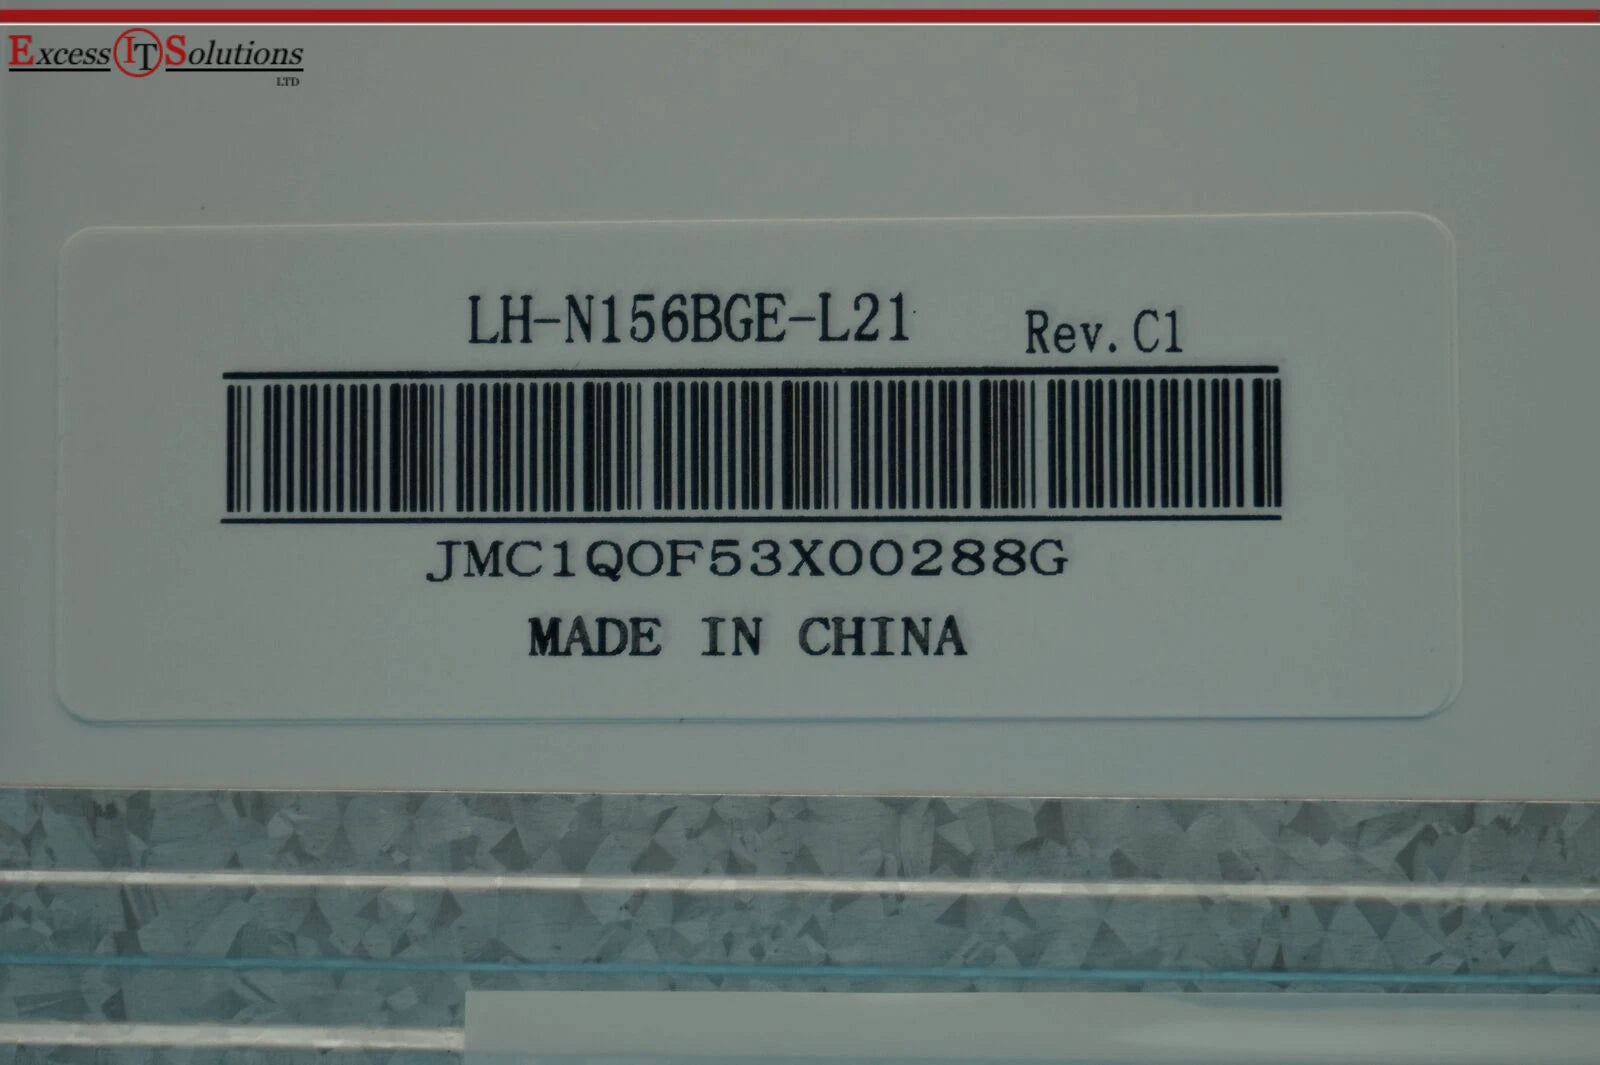 Excess IT Solutions
LTD
LH-N156BGE-L21 Rev. C1
JMC1QOF53X00288G
MADE IN CHINA